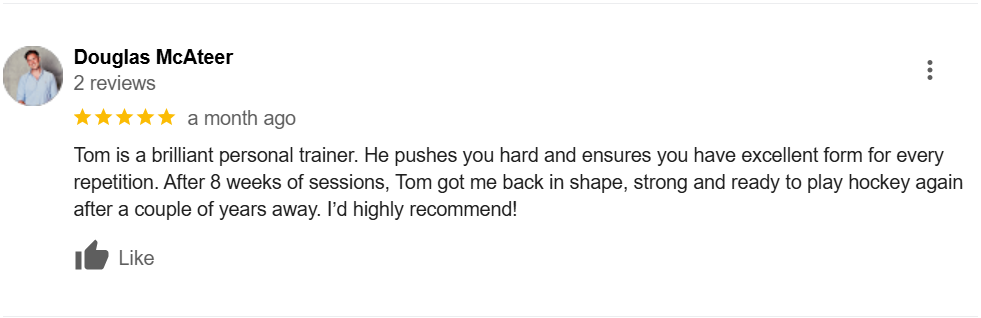 Douglas McAteer
2 reviews
a month ago
Tom is a brilliant personal trainer. He pushes you hard and ensures you have excellent form for every
repetition. After 8 weeks of sessions, Tom got me back in shape, strong and ready to play hockey again
after a couple of years away. I’d highly recommend!
Like